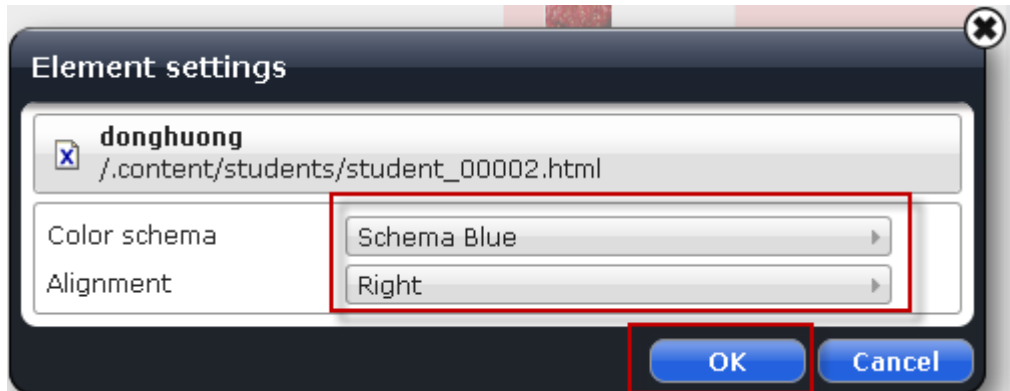 Element settings
donghuong
/.content/students/student_00002.html
Color schema Schema Blue
Alignment Right
OK Cancel